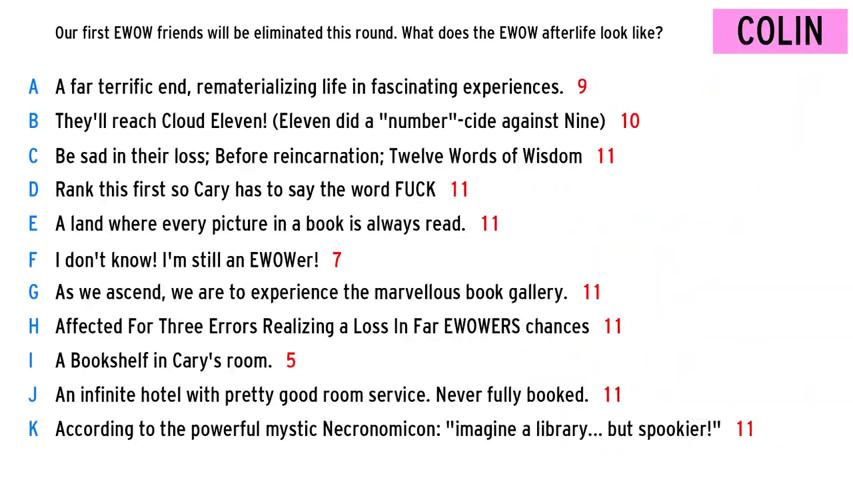 Our first EWOW friends will be eliminated this round. What does the EWOW afterlife look like?
COLIN
A A far terrific end, rematerializing life in fascinating experiences. 9
B They'll reach Cloud Eleven! (Eleven did a "number"-cide against Nine) 10
C Be sad in their loss; Before reincarnation; Twelve Words of Wisdom 11
D Rank this first so Cary has to say the word FUCK 11
E A land where every picture in a book is always read. 11
F I don't know! I'm still an EWOWer! 7
G As we ascend, we are to experience the marvellous book gallery. 11
H Affected For Three Errors Realizing a Loss In Far EWOWERS chances 11
I A Bookshelf in Cary's room. 5
J An infinite hotel with pretty good room service. Never fully booked. 11
K According to the powerful mystic Necronomicon: "imagine a library... but spookier!" 11